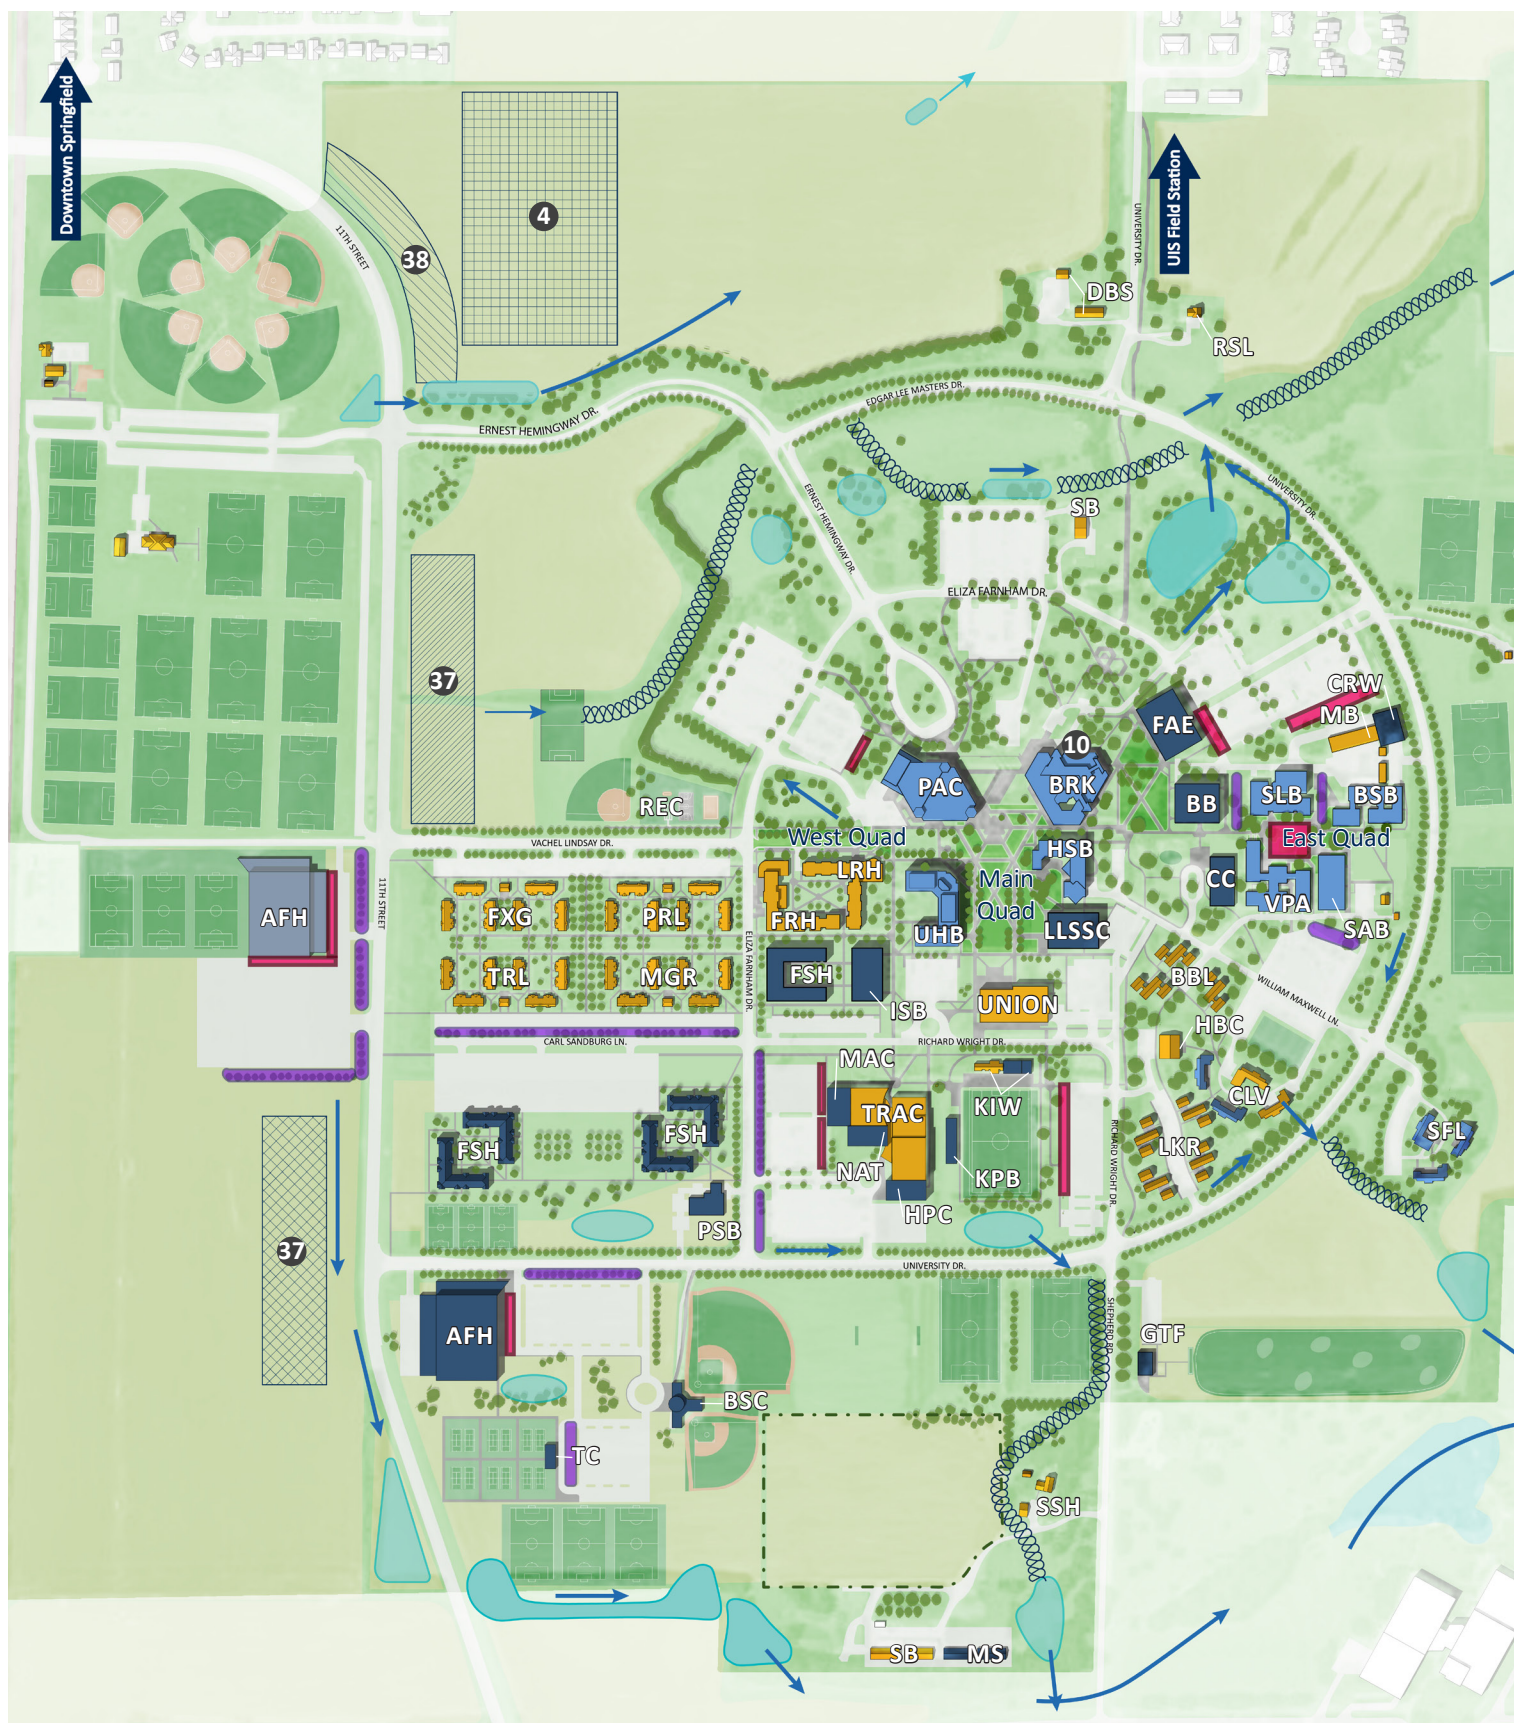 Downtown Springfield
UIS Field Station
UNIVERSITY DR.
11TH STREET
4
38
DBS
RSL
EDGAR LEE MASTERS DR.
ERNEST HEMINGWAY DR.
ERNEST HEMINGWAY DR.
UNIVERSITY DR.
SB
ELIZA FARNHAM DR.
37
CRW
MB
FAE
10
PAC
BRK
BB
SLB
BSB
REC
West Quad
East Quad
VACHEL LINDSAY DR.
HSB
LRH
Main
Quad
CC
11TH STREET
AFH
FXG
PRL
FRH
UHB
LLSSC
VPA
SAB
ELIZA FARNHAM DR.
TRL
MGR
FSH
ISB
UNION
BBL
WILLIAM MAXWELL LN.
HBC
CARL SANDBURG LN.
RICHARD WRIGHT DR.
MAC
TRAC
KIW
CLV
FSH
FSH
NAT
KPB
LKR
SFL
RICHARD WRIGHT DR.
HPC
PSB
37
UNIVERSITY DR.
SHEPHERD RD.
AFH
GTF
BSC
TC
SSH
SB
MS